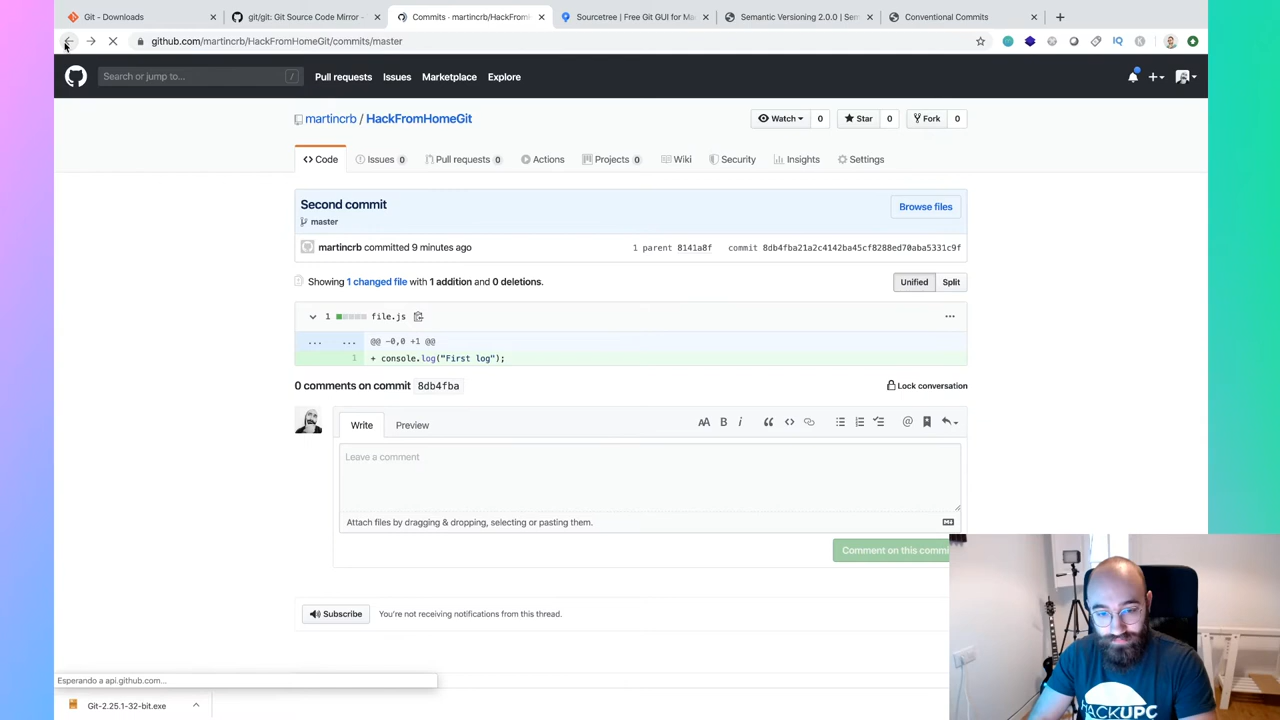 Git - Downloads
git/git: Git Source Code Mirror -
Commits · martincrb/HackFromH
Sourcetree | Free Git GUI for Ma
Semantic Versioning 2.0.0 | Sem
Conventional Commits
github.com/martincrb/HackFromHomeGit/commits/master
IQ
Search or jump to...
/
Pull requests
Issues
Marketplace
Explore
martincrb / HackFromHomeGit
Watch 0
Star 0
Fork 0
Code
Issues 0
Pull requests 0
Actions
Projects 0
Wiki
Security
Insights
Settings
Second commit
Browse files
master
martincrb committed 9 minutes ago
1 parent 8141a8f commit 8db4fba21a2c4142ba45cf8288ed70aba5331c9f
Showing 1 changed file with 1 addition and 0 deletions.
Unified
Split
1 file.js
... ... @@ -0,0 +1 @@
1 + console.log("First log");
0 comments on commit 8db4fba
Lock conversation
Write
Preview
Leave a comment
Attach files by dragging & dropping, selecting or pasting them.
Comment on this commi
Subscribe
You're not receiving notifications from this thread.
Esperando a api.github.com...
Git-2.25.1-32-bit.exe
HACKUPC